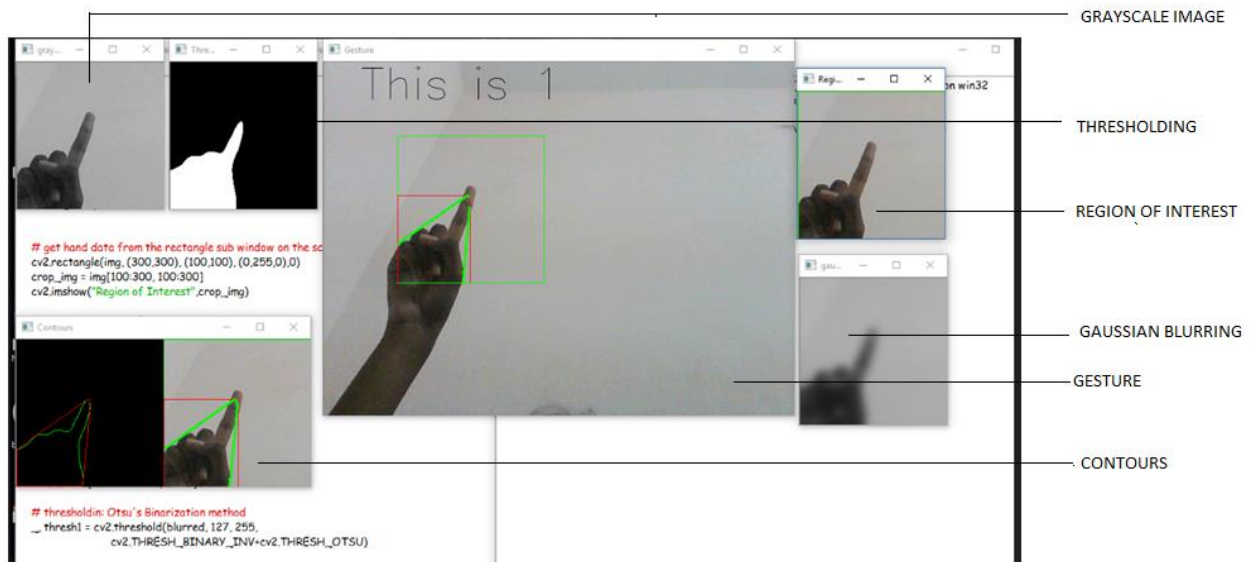 GRAYSCALE IMAGE
gray...
Thre...
Gesture
This is 1
Regi...
on win32
THRESHOLDING
REGION OF INTEREST
# get hand data from the rectangle sub window on the sc
cv2.rectangle(img, (300,300), (100,100), (0,255,0),0)
crop_img = img[100:300, 100:300]
cv2.imshow("Region of Interest",crop_img)
gau...
GAUSSIAN BLURRING
Contours
GESTURE
CONTOURS
# thresholdin: Otsu's Binarization method
_, thresh1 = cv2.threshold(blurred, 127, 255,
cv2.THRESH_BINARY_INV+cv2.THRESH_OTSU)